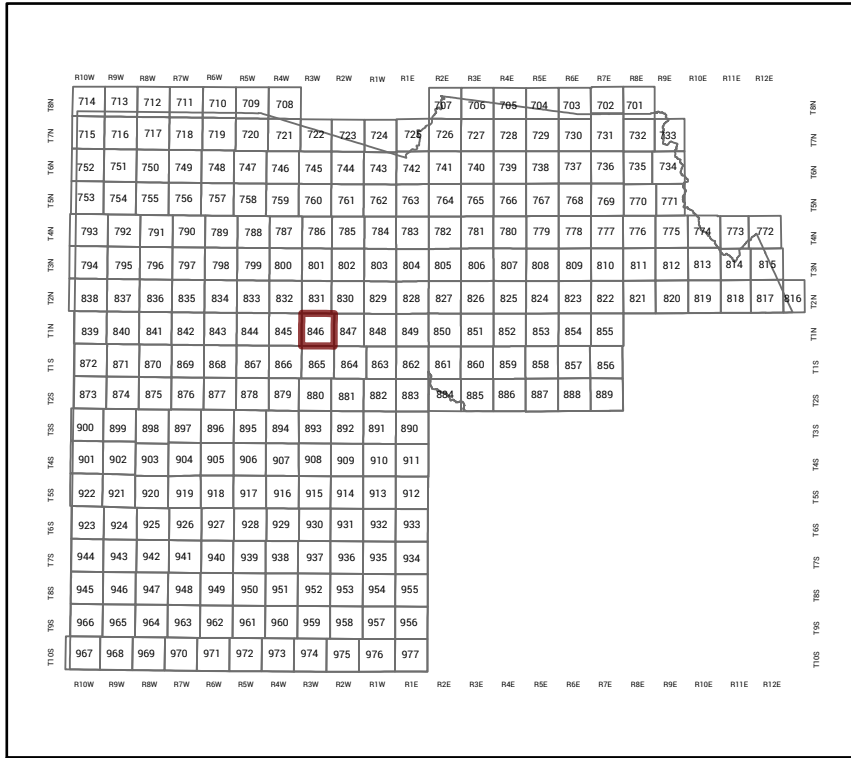 R10W R9W R8W R7W R6W R5W R4W R3W R2W R1W R1E R2E R3E R4E R5E R6E R7E R8E R9E R10E R11E R12E
T8N 714 713 712 711 710 709 708 707 706 705 704 703 702 701 T8N
T7N 715 716 717 718 719 720 721 722 723 724 725 726 727 728 729 730 731 732 733 T7N
T6N 752 751 750 749 748 747 746 745 744 743 742 741 740 739 738 737 736 735 734 T6N
T5N 753 754 755 756 757 758 759 760 761 762 763 764 765 766 767 768 769 770 771 T5N
T4N 793 792 791 790 789 788 787 786 785 784 783 782 781 780 779 778 777 776 775 774 773 772 T4N
T3N 794 795 796 797 798 799 800 801 802 803 804 805 806 807 808 809 810 811 812 813 814 815 T3N
T2N 838 837 836 835 834 833 832 831 830 829 828 827 826 825 824 823 822 821 820 819 818 817 816 T2N
T1N 839 840 841 842 843 844 845 846 847 848 849 850 851 852 853 854 855 T1N
T1S 872 871 870 869 868 867 866 865 864 863 862 861 860 859 858 857 856 T1S
T2S 873 874 875 876 877 878 879 880 881 882 883 884 885 886 887 888 889 T2S
T3S 900 899 898 897 896 895 894 893 892 891 890 T3S
T4S 901 902 903 904 905 906 907 908 909 910 911 T4S
T5S 922 921 920 919 918 917 916 915 914 913 912 T5S
T6S 923 924 925 926 927 928 929 930 931 932 933 T6S
T7S 944 943 942 941 940 939 938 937 936 935 934 T7S
T8S 945 946 947 948 949 950 951 952 953 954 955 T8S
T9S 966 965 964 963 962 961 960 959 958 957 956 T9S
T10S 967 968 969 970 971 972 973 974 975 976 977 T10S
R10W R9W R8W R7W R6W R5W R4W R3W R2W R1W R1E R2E R3E R4E R5E R6E R7E R8E R9E R10E R11E R12E